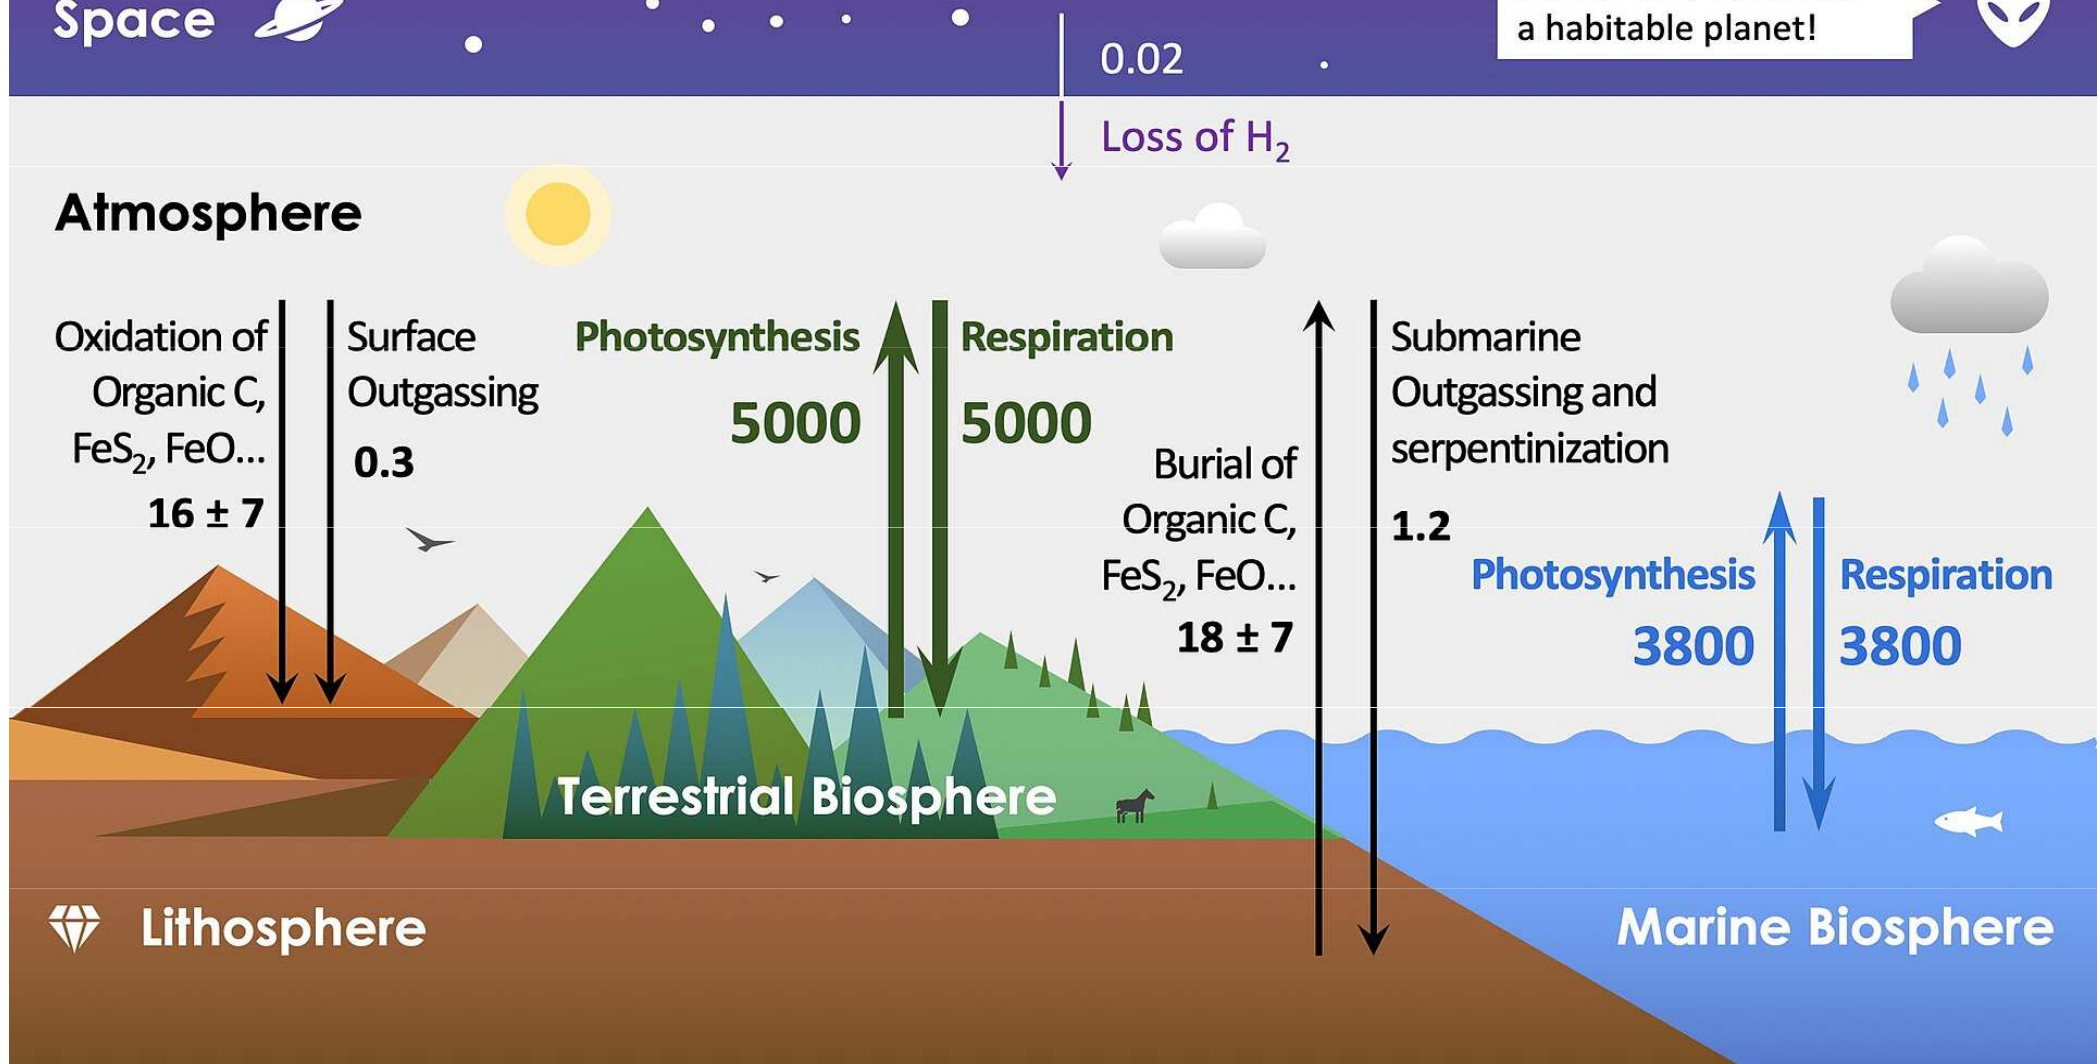 Space
a habitable planet!
0.02
Loss of H₂
Atmosphere
Oxidation of
Organic C,
FeS₂, FeO...
16 ± 7
Surface
Outgassing
0.3
Photosynthesis
5000
Respiration
5000
Burial of
Organic C,
FeS₂, FeO...
18 ± 7
Submarine
Outgassing and
serpentinization
1.2
Photosynthesis
3800
Respiration
3800
Terrestrial Biosphere
Lithosphere
Marine Biosphere